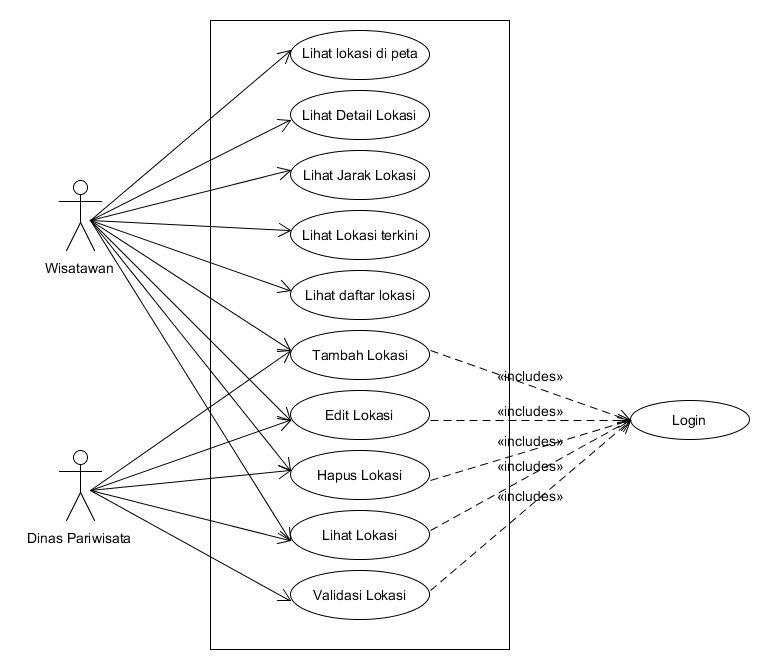 Lihat lokasi di peta
Lihat Detail Lokasi
Lihat Jarak Lokasi
Wisatawan
Lihat Lokasi terkini
Lihat daftar lokasi
Tambah Lokasi
«includes»
Edit Lokasi
«includes»
Login
«includes»
Hapus Lokasi
«includes»
«includes»
Dinas Pariwisata
Lihat Lokasi
Validasi Lokasi